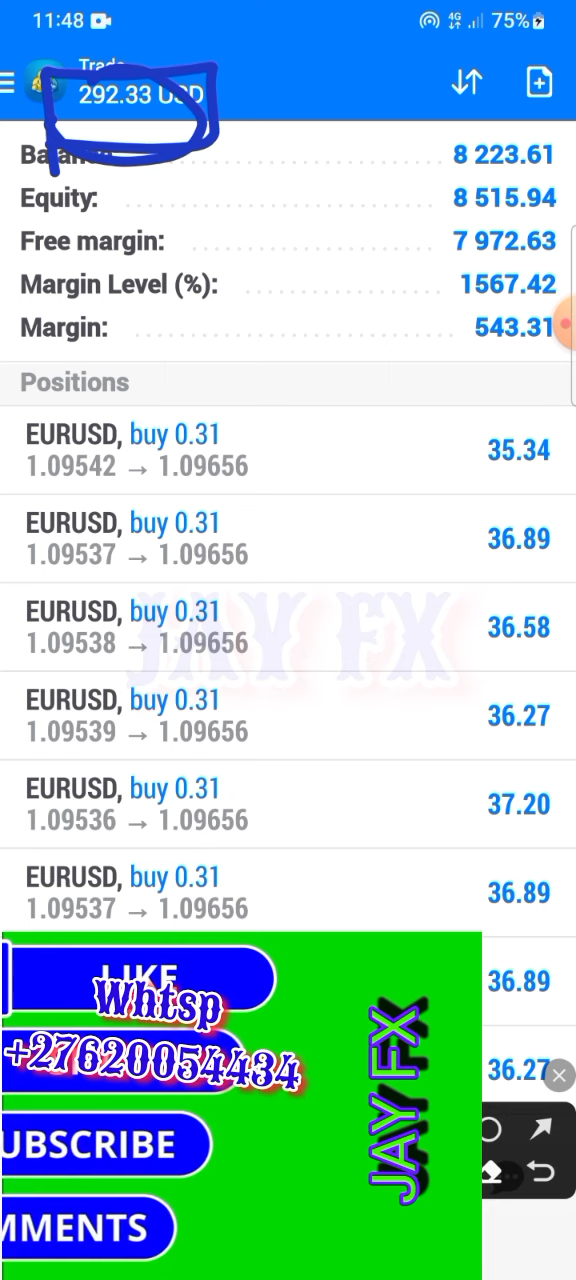 11:48 4G 75%
Trade
292.33 USD
Balance: 8 223.61
Equity: 8 515.94
Free margin: 7 972.63
Margin Level (%): 1567.42
Margin: 543.31
Positions
EURUSD, buy 0.31
1.09542 → 1.09656 35.34
EURUSD, buy 0.31
1.09537 → 1.09656 36.89
EURUSD, buy 0.31
1.09538 → 1.09656 36.58
JAY FX
EURUSD, buy 0.31
1.09539 → 1.09656 36.27
EURUSD, buy 0.31
1.09536 → 1.09656 37.20
EURUSD, buy 0.31
1.09537 → 1.09656 36.89
36.89
36.27
LIKE
Whtsp
+27620054434
UBSCRIBE
MMENTS
JAY FX